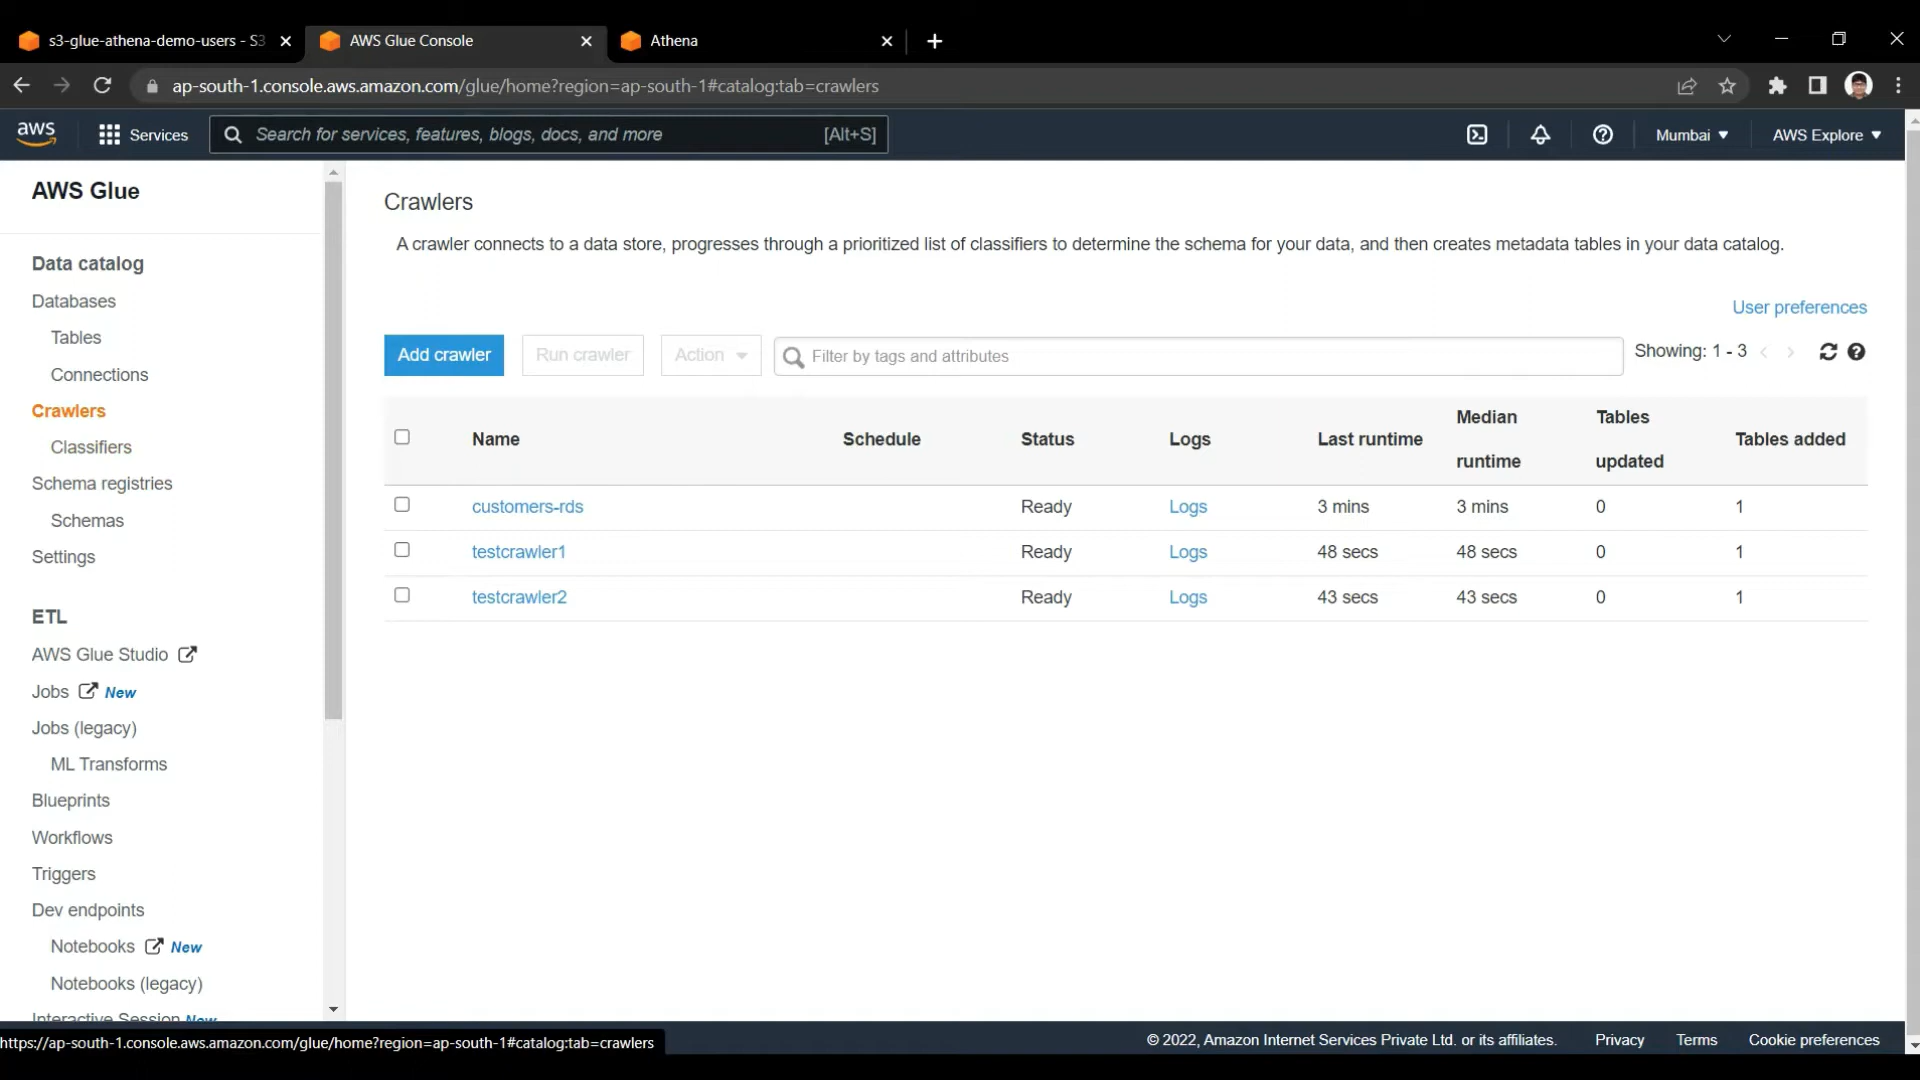 s3-glue-athena-demo-users - S3
AWS Glue Console
Athena
ap-south-1.console.aws.amazon.com/glue/home?region=ap-south-1#catalog:tab=crawlers
aws
Services
Search for services, features, blogs, docs, and more
[Alt+S]
Mumbai
AWS Explore
AWS Glue
Data catalog
Databases
Tables
Connections
Crawlers
Classifiers
Schema registries
Schemas
Settings
ETL
AWS Glue Studio
Jobs New
Jobs (legacy)
ML Transforms
Blueprints
Workflows
Triggers
Dev endpoints
Notebooks New
Notebooks (legacy)
Interactive Session New
Crawlers
A crawler connects to a data store, progresses through a prioritized list of classifiers to determine the schema for your data, and then creates metadata tables in your data catalog.
User preferences
Add crawler
Run crawler
Action
Filter by tags and attributes
Showing: 1 - 3
Name Schedule Status Logs Last runtime Median runtime Tables updated Tables added
customers-rds Ready Logs 3 mins 3 mins 0 1
testcrawler1 Ready Logs 48 secs 48 secs 0 1
testcrawler2 Ready Logs 43 secs 43 secs 0 1
https://ap-south-1.console.aws.amazon.com/glue/home?region=ap-south-1#catalog:tab=crawlers
© 2022, Amazon Internet Services Private Ltd. or its affiliates.
Privacy
Terms
Cookie preferences